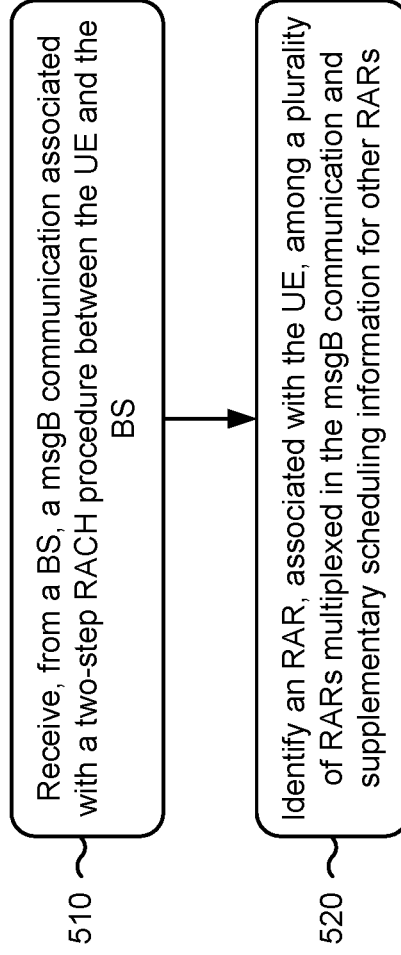 510
Receive, from a BS, a msgB communication associated
with a two-step RACH procedure between the UE and the
BS
520
Identify an RAR, associated with the UE, among a plurality
of RARs multiplexed in the msgB communication and
supplementary scheduling information for other RARs